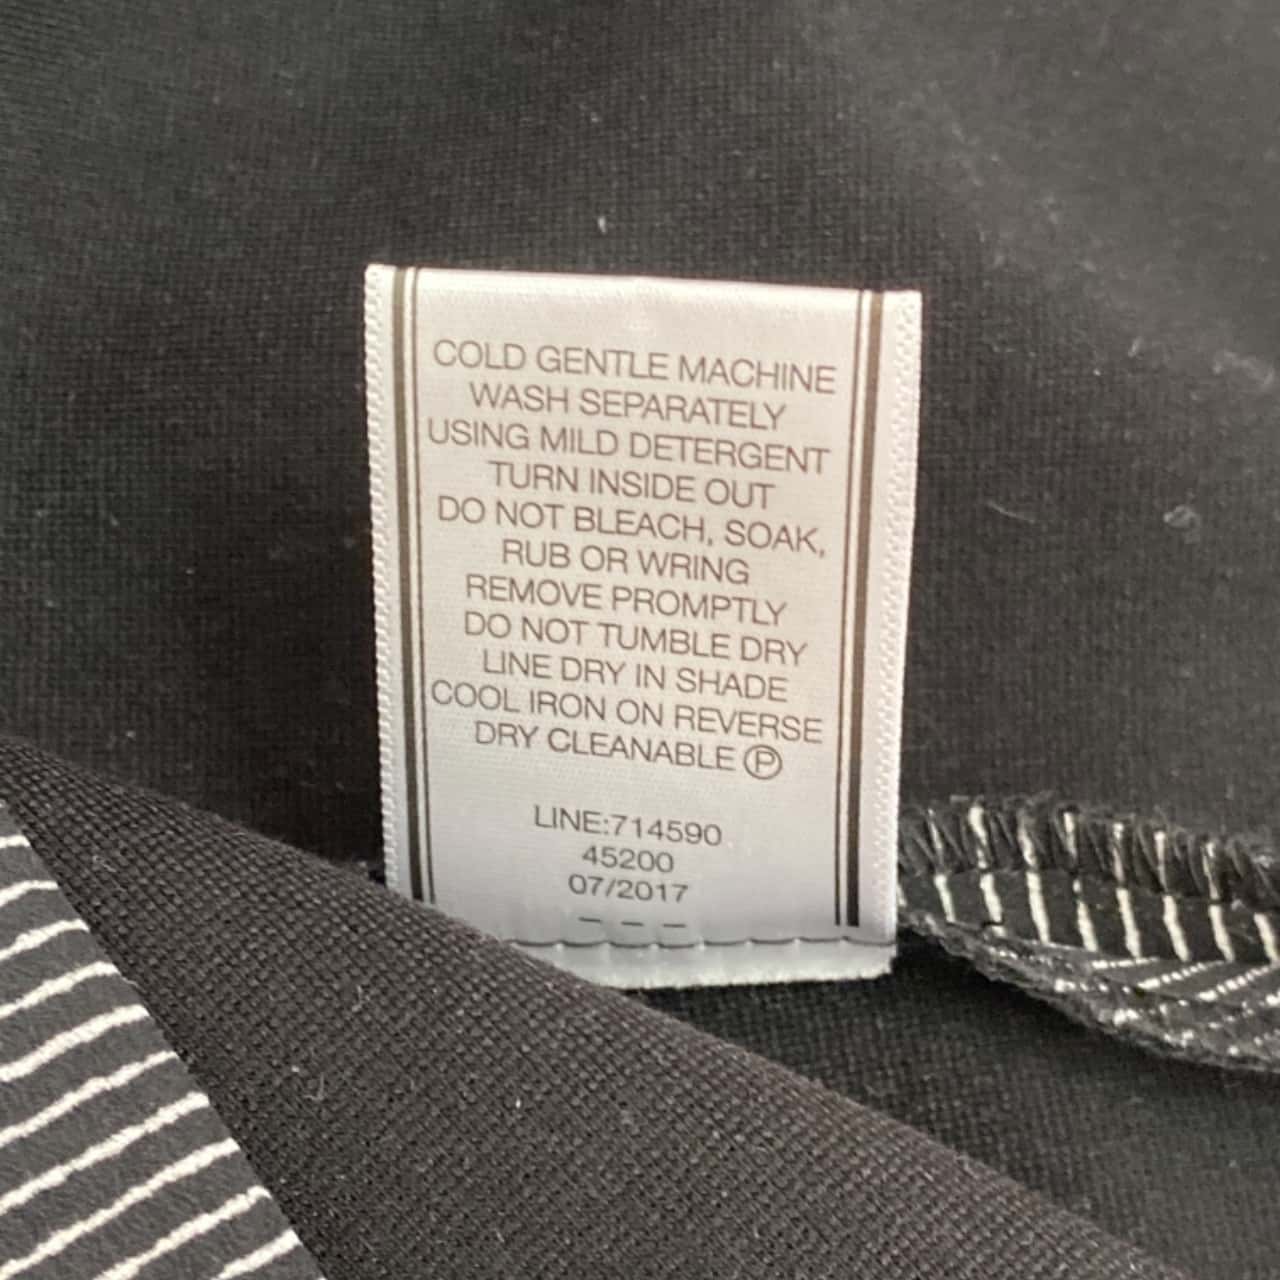 COLD GENTLE MACHINE
WASH SEPARATELY
USING MILD DETERGENT
TURN INSIDE OUT
DO NOT BLEACH, SOAK,
RUB OR WRING
REMOVE PROMPTLY
DO NOT TUMBLE DRY
LINE DRY IN SHADE
COOL IRON ON REVERSE
DRY CLEANABLE Ⓟ
LINE:714590
45200
07/2017
– – –